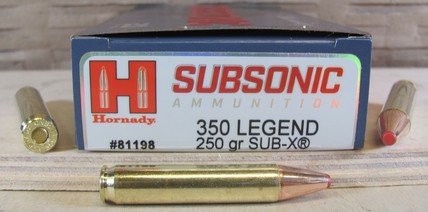 H
Hornady
#81198
SUBSONIC
AMMUNITION
350 LEGEND
250 gr SUB-X®